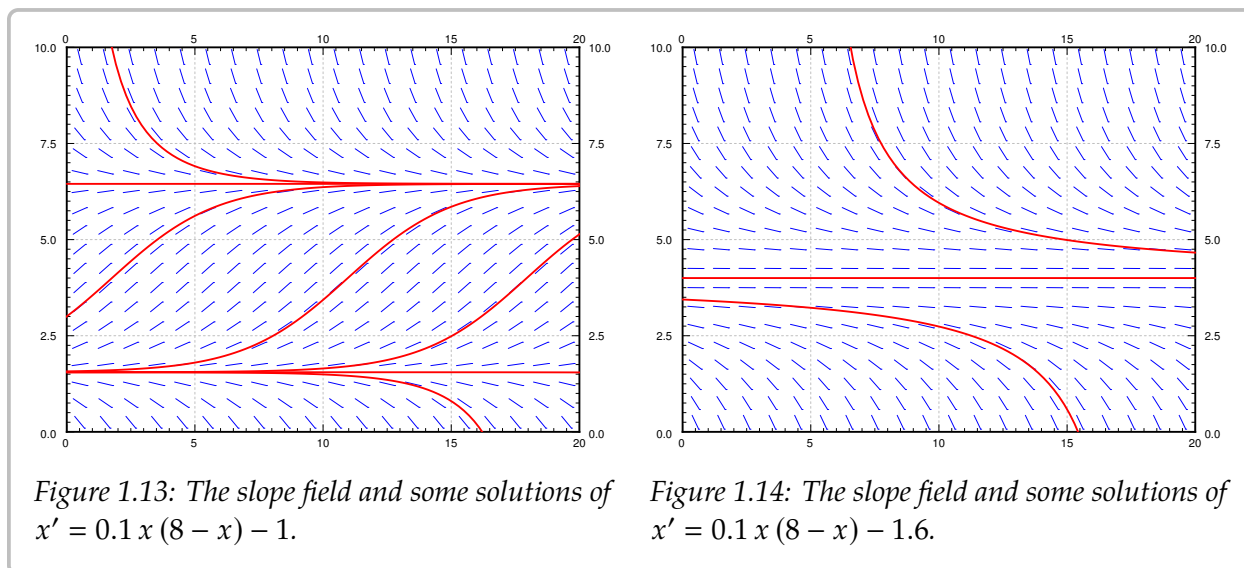 0 5 10 15 20
10.0 10.0
7.5 7.5
5.0 5.0
2.5 2.5
0.0 0.0
0 5 10 15 20
Figure 1.13: The slope field and some solutions of
x′ = 0.1 x (8 − x) − 1.
0 5 10 15 20
10.0 10.0
7.5 7.5
5.0 5.0
2.5 2.5
0.0 0.0
0 5 10 15 20
Figure 1.14: The slope field and some solutions of
x′ = 0.1 x (8 − x) − 1.6.